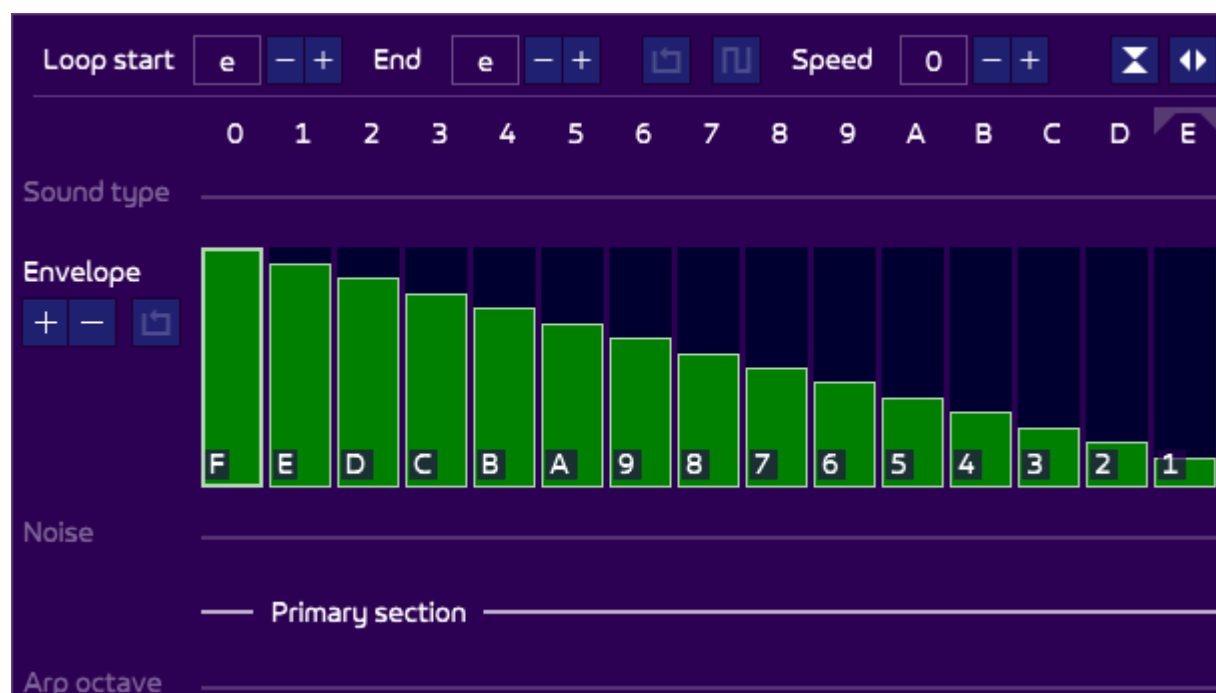 Loop start e − + End e − + Speed 0 − +
0 1 2 3 4 5 6 7 8 9 A B C D E
Sound type
Envelope
+ −
F E D C B A 9 8 7 6 5 4 3 2 1
Noise
Primary section
Arp octave